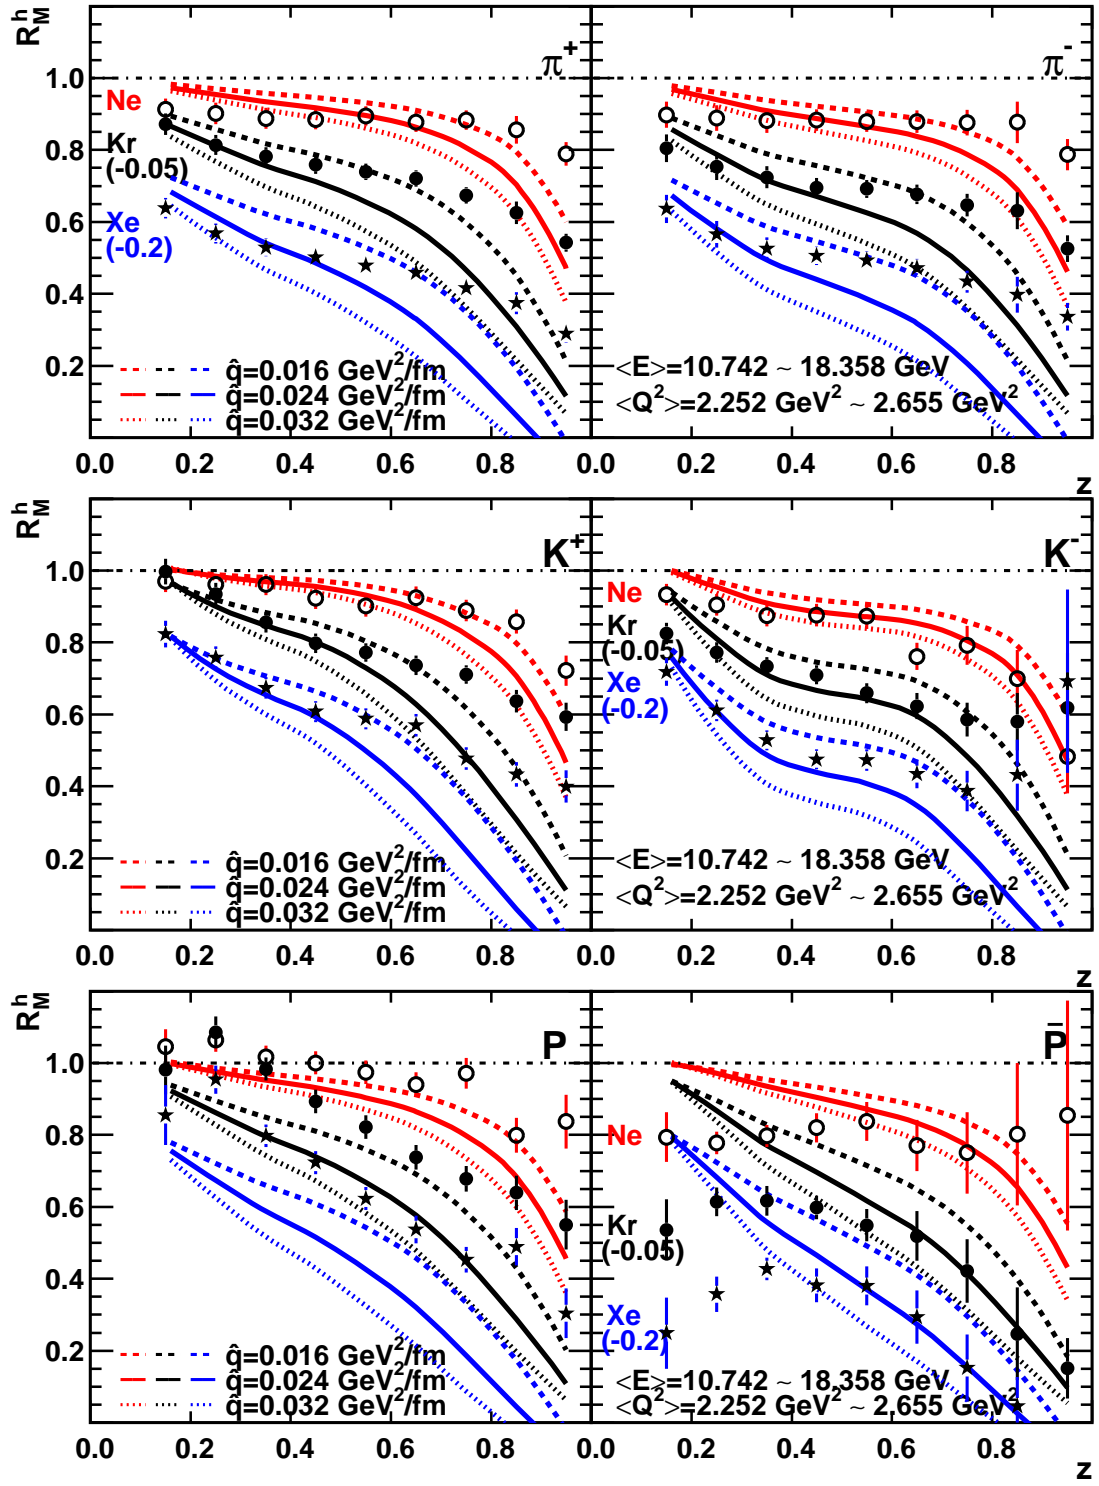 R_M^h
π⁺
π⁻
1.0
0.8
0.6
0.4
0.2
Ne
Kr
(-0.05)
Xe
(-0.2)
q̂=0.016 GeV²/fm
q̂=0.024 GeV²/fm
q̂=0.032 GeV²/fm
⟨E⟩=10.742 ~ 18.358 GeV
⟨Q²⟩=2.252 GeV² ~ 2.655 GeV²
0.0 0.2 0.4 0.6 0.8 0.0 0.2 0.4 0.6 0.8
z
R_M^h
K⁺
K⁻
1.0
0.8
0.6
0.4
0.2
Ne
Kr
(-0.05)
Xe
(-0.2)
q̂=0.016 GeV²/fm
q̂=0.024 GeV²/fm
q̂=0.032 GeV²/fm
⟨E⟩=10.742 ~ 18.358 GeV
⟨Q²⟩=2.252 GeV² ~ 2.655 GeV²
0.0 0.2 0.4 0.6 0.8 0.0 0.2 0.4 0.6 0.8
z
R_M^h
P
P̄
1.0
0.8
0.6
0.4
0.2
Ne
Kr
(-0.05)
Xe
(-0.2)
q̂=0.016 GeV²/fm
q̂=0.024 GeV²/fm
q̂=0.032 GeV²/fm
⟨E⟩=10.742 ~ 18.358 GeV
⟨Q²⟩=2.252 GeV² ~ 2.655 GeV²
0.0 0.2 0.4 0.6 0.8 0.0 0.2 0.4 0.6 0.8
z